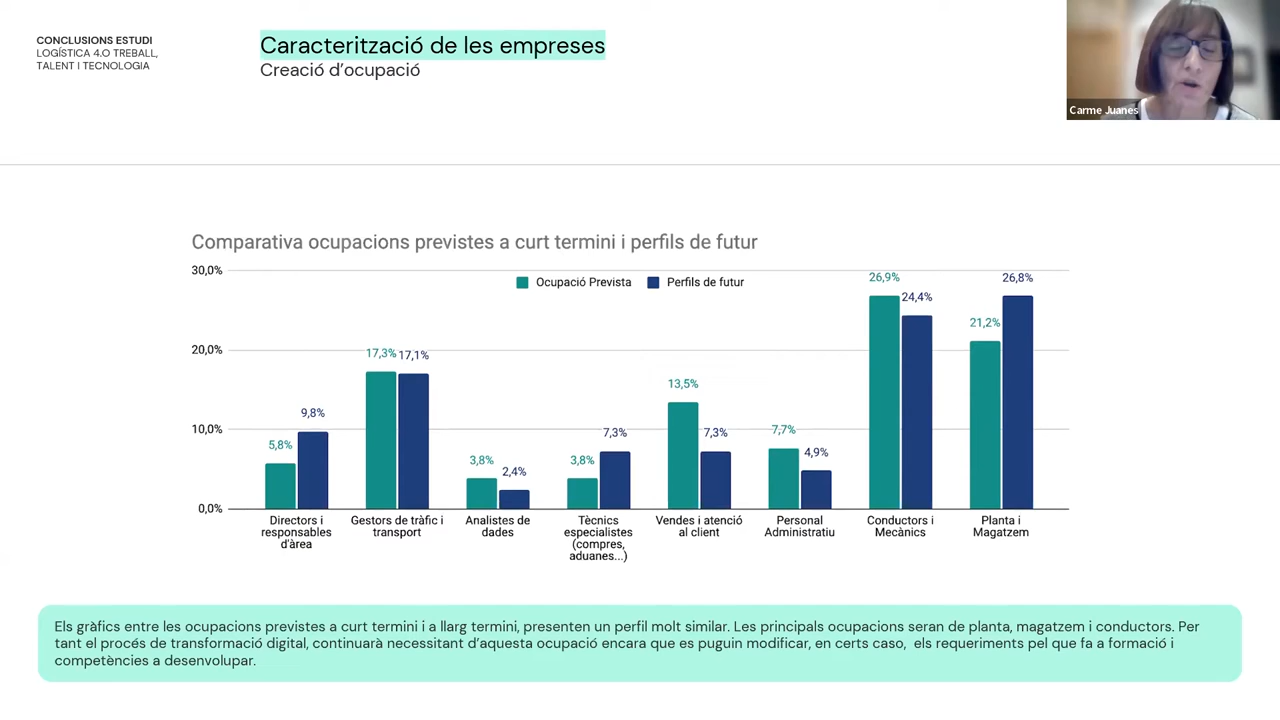 CONCLUSIONS ESTUDI
LOGÍSTICA 4.0 TREBALL,
TALENT I TECNOLOGIA
Caracterització de les empreses
Creació d'ocupació
Carme Juanes
Comparativa ocupacions previstes a curt termini i perfils de futur
30,0%
20,0%
10,0%
0,0%
Ocupació Prevista
Perfils de futur
5,8%
9,8%
17,3%
17,1%
3,8%
2,4%
3,8%
7,3%
13,5%
7,3%
7,7%
4,9%
26,9%
24,4%
21,2%
26,8%
Directors i
responsables
d'àrea
Gestors de tràfic i
transport
Analistes de
dades
Tècnics
especialistes
(compres,
aduanes...)
Vendes i atenció
al client
Personal
Administratiu
Conductors i
Mecànics
Planta i
Magatzem
Els gràfics entre les ocupacions previstes a curt termini i a llarg termini, presenten un perfil molt similar. Les principals ocupacions seran de planta, magatzem i conductors. Per
tant el procés de transformació digital, continuarà necessitant d'aquesta ocupació encara que es puguin modificar, en certs caso, els requeriments pel que fa a formació i
competències a desenvolupar.